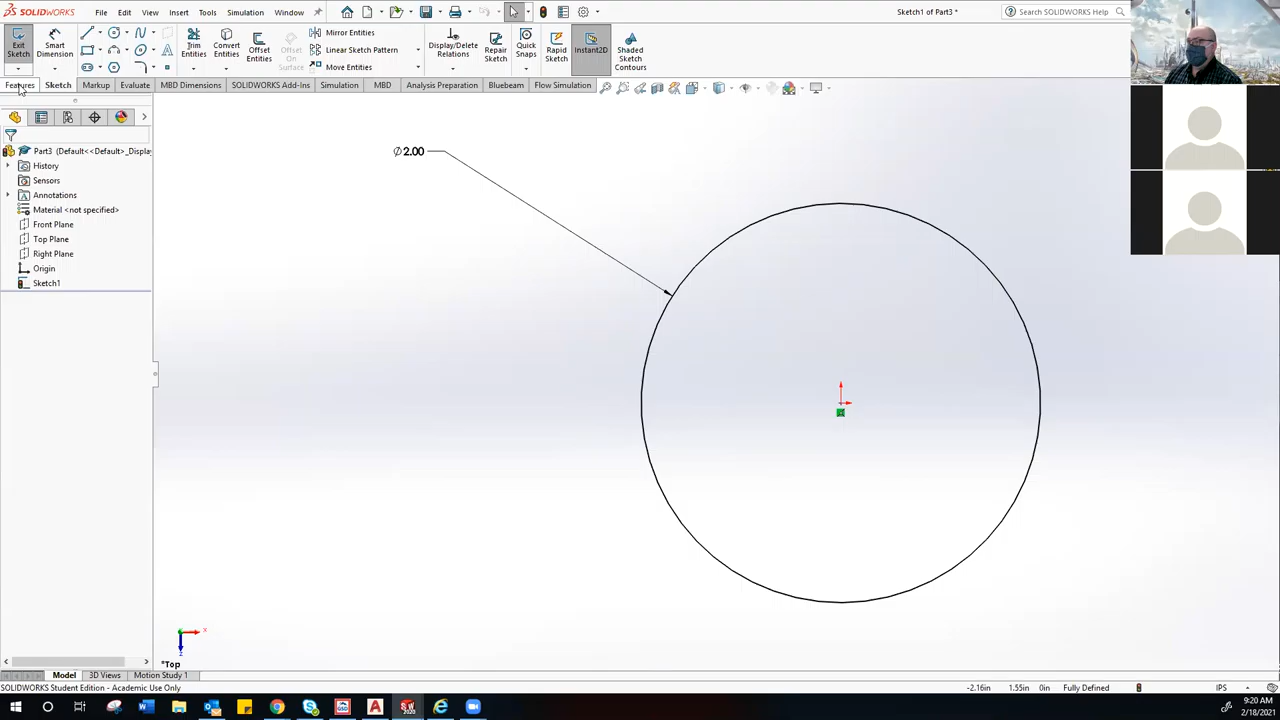 SOLIDWORKS File Edit View Insert Tools Simulation Window Sketch1 of Part3 * Search SOLIDWORKS Help
Exit Sketch Smart Dimension Trim Entities Convert Entities Offset Entities Offset On Surface Mirror Entities Linear Sketch Pattern Move Entities Display/Delete Relations Repair Sketch Quick Snaps Rapid Sketch Instant2D Shaded Sketch Contours
Features Sketch Markup Evaluate MBD Dimensions SOLIDWORKS Add-Ins Simulation MBD Analysis Preparation Bluebeam Flow Simulation
Part3 (Default<<Default>_Display
History
Sensors
Annotations
Material <not specified>
Front Plane
Top Plane
Right Plane
Origin
Sketch1
∅2.00
x
z
*Top
Model 3D Views Motion Study 1
SOLIDWORKS Student Edition - Academic Use Only -2.16in 1.55in 0in Fully Defined IPS
9:20 AM
2/18/2021